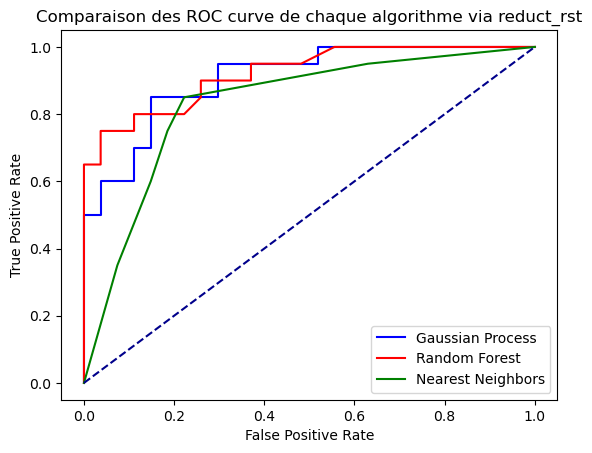 Comparaison des ROC curve de chaque algorithme via reduct_rst
True Positive Rate
1.0
0.8
0.6
0.4
0.2
0.0
Gaussian Process
Random Forest
Nearest Neighbors
0.0 0.2 0.4 0.6 0.8 1.0
False Positive Rate